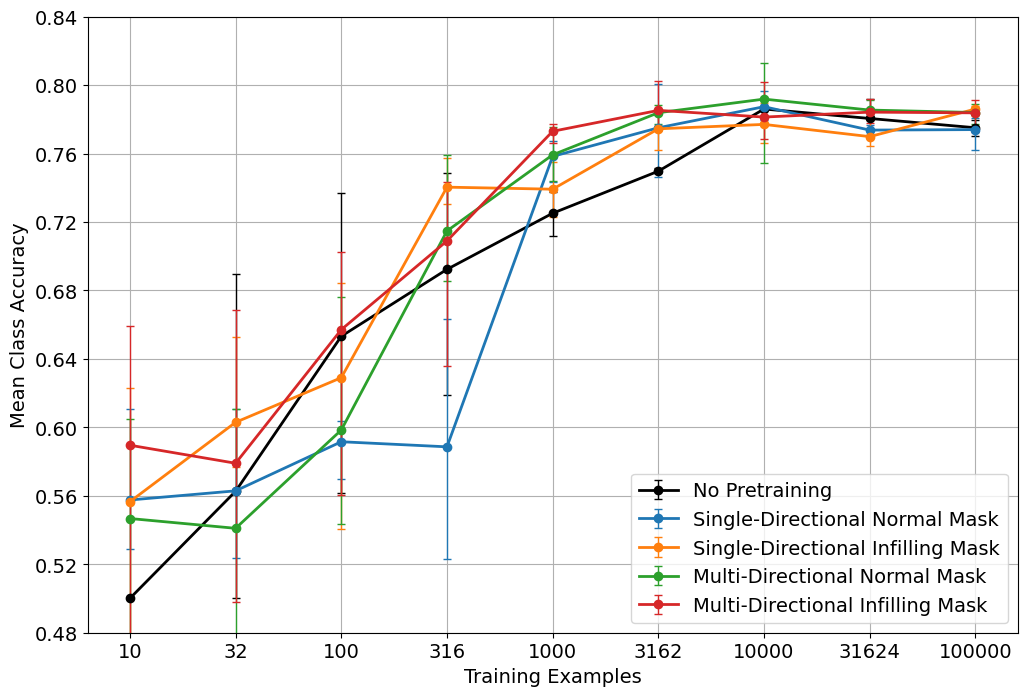 Mean Class Accuracy
0.84
0.80
0.76
0.72
0.68
0.64
0.60
0.56
0.52
0.48
10 32 100 316 1000 3162 10000 31624 100000
Training Examples
No Pretraining
Single-Directional Normal Mask
Single-Directional Infilling Mask
Multi-Directional Normal Mask
Multi-Directional Infilling Mask